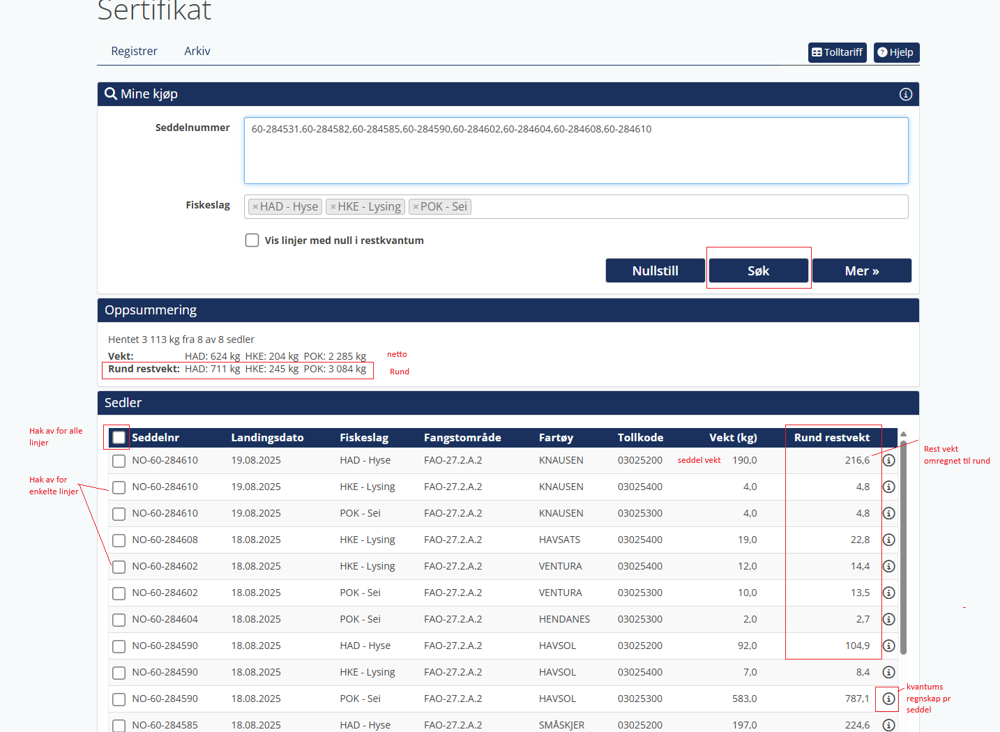 Sertifikat
Registrer
Arkiv
Tolltariff
Hjelp
Mine kjøp
Seddelnummer
60-284531,60-284582,60-284585,60-284590,60-284602,60-284604,60-284608,60-284610
Fiskeslag
×HAD - Hyse ×HKE - Lysing ×POK - Sei
Vis linjer med null i restkvantum
Nullstill
Søk
Mer »
Oppsummering
Hentet 3 113 kg fra 8 av 8 sedler
Vekt: HAD: 624 kg HKE: 204 kg POK: 2 285 kg netto
Rund restvekt: HAD: 711 kg HKE: 245 kg POK: 3 084 kg Rund
Sedler
Hak av for alle
linjer
Seddelnr Landingsdato Fiskeslag Fangstområde Fartøy Tollkode Vekt (kg) Rund restvekt
Rest vekt
omregnet til rund
NO-60-284610 19.08.2025 HAD - Hyse FAO-27.2.A.2 KNAUSEN 03025200 seddel vekt 190,0 216,6
Hak av for
enkelte linjer
NO-60-284610 19.08.2025 HKE - Lysing FAO-27.2.A.2 KNAUSEN 03025400 4,0 4,8
NO-60-284610 19.08.2025 POK - Sei FAO-27.2.A.2 KNAUSEN 03025300 4,0 4,8
NO-60-284608 18.08.2025 HKE - Lysing FAO-27.2.A.2 HAVSATS 03025400 19,0 22,8
NO-60-284602 18.08.2025 HKE - Lysing FAO-27.2.A.2 VENTURA 03025400 12,0 14,4
NO-60-284602 18.08.2025 POK - Sei FAO-27.2.A.2 VENTURA 03025300 10,0 13,5
NO-60-284604 18.08.2025 POK - Sei FAO-27.2.A.2 HENDANES 03025300 2,0 2,7
NO-60-284590 18.08.2025 HAD - Hyse FAO-27.2.A.2 HAVSOL 03025200 92,0 104,9
NO-60-284590 18.08.2025 HKE - Lysing FAO-27.2.A.2 HAVSOL 03025400 7,0 8,4
NO-60-284590 18.08.2025 POK - Sei FAO-27.2.A.2 HAVSOL 03025300 583,0 787,1
kvantums
regnskap pr
seddel
NO-60-284585 18.08.2025 HAD - Hyse FAO-27.2.A.2 SMÅSKJER 03025200 197,0 224,6